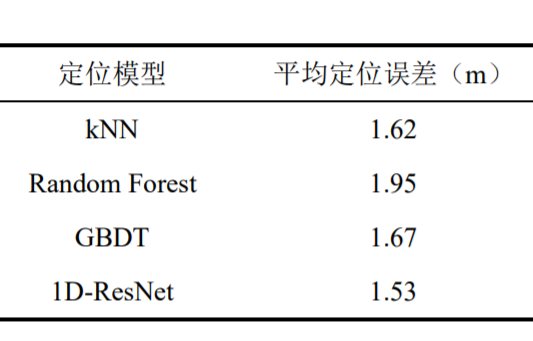 定位模型 平均定位误差（m）
kNN 1.62
Random Forest 1.95
GBDT 1.67
1D-ResNet 1.53